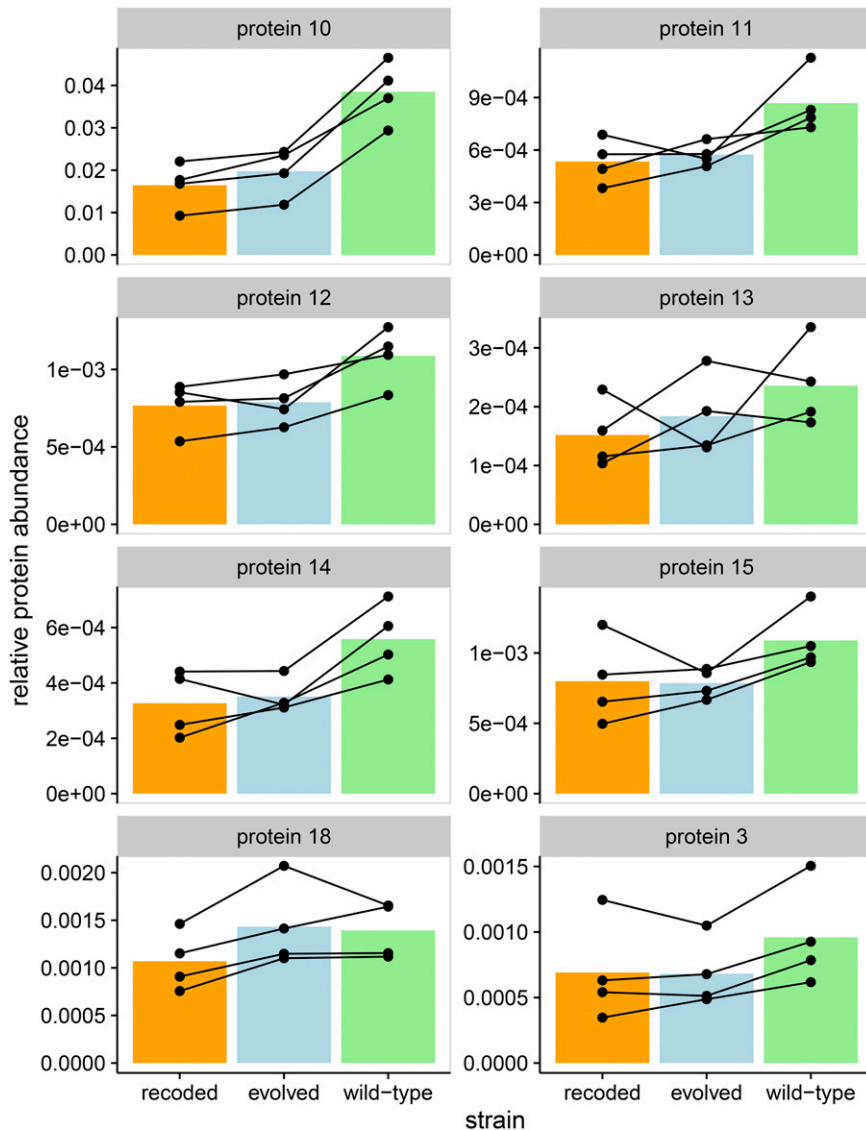 protein 10
protein 11
0.04
0.03
0.02
0.01
0.00
9e−04
6e−04
3e−04
0e+00
protein 12
protein 13
1e−03
5e−04
0e+00
3e−04
2e−04
1e−04
0e+00
protein 14
protein 15
6e−04
4e−04
2e−04
0e+00
1e−03
5e−04
0e+00
protein 18
protein 3
0.0020
0.0015
0.0010
0.0005
0.0000
0.0015
0.0010
0.0005
0.0000
recoded evolved wild−type
recoded evolved wild−type
relative protein abundance
strain